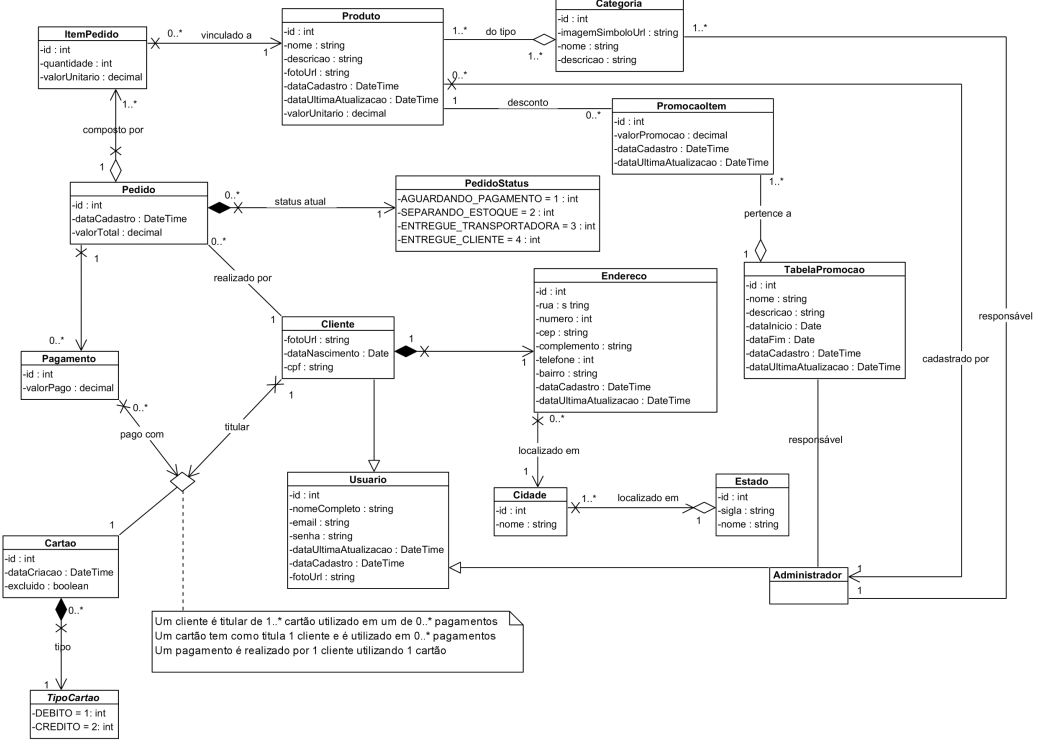 Categoria
-id : int
-imagemSimboloUrl : string
-nome : string
-descricao : string
Produto
-id : int
-nome : string
-descricao : string
-fotoUrl : string
-dataCadastro : DateTime
-dataUltimaAtualizacao : DateTime
-valorUnitario : decimal
ItemPedido
-id : int
-quantidade : int
-valorUnitario : decimal
0..*
vinculado a
1
1..*
do tipo
1..*
1..*
0..*
1
desconto
0..*
PromocaoItem
-id : int
-valorPromocao : decimal
-dataCadastro : DateTime
-dataUltimaAtualizacao : DateTime
1..*
composto por
1
Pedido
-id : int
-dataCadastro : DateTime
-valorTotal : decimal
0..*
status atual
1
PedidoStatus
-AGUARDANDO_PAGAMENTO = 1 : int
-SEPARANDO_ESTOQUE = 2 : int
-ENTREGUE_TRANSPORTADORA = 3 : int
-ENTREGUE_CLIENTE = 4 : int
1..*
pertence a
1
TabelaPromocao
-id : int
-nome : string
-descricao : string
-dataInicio : Date
-dataFim : Date
-dataCadastro : DateTime
-dataUltimaAtualizacao : DateTime
0..*
realizado por
1
1
0..*
Cliente
-fotoUrl : string
-dataNascimento : Date
-cpf : string
1
1
Endereco
-id : int
-rua : s tring
-numero : int
-cep : string
-complemento : string
-telefone : int
-bairro : string
-dataCadastro : DateTime
-dataUltimaAtualizacao : DateTime
responsável
cadastrado por
Pagamento
-id : int
-valorPago : decimal
0..*
pago com
1
titular
0..*
localizado em
1
responsável
Usuario
-id : int
-nomeCompleto : string
-email : string
-senha : string
-dataUltimaAtualizacao : DateTime
-dataCadastro : DateTime
-fotoUrl : string
Cidade
-id : int
-nome : string
1..*
localizado em
1
Estado
-id : int
-sigla : string
-nome : string
1
Cartao
-id : int
-dataCriacao : DateTime
-excluido : boolean
Administrador
1
1
0..*
tipo
1
Um cliente é titular de 1..* cartão utilizado em um de 0..* pagamentos
Um cartão tem como titula 1 cliente e é utilizado em 0..* pagamentos
Um pagamento é realizado por 1 cliente utilizando 1 cartão
TipoCartao
-DEBITO = 1: int
-CREDITO = 2: int